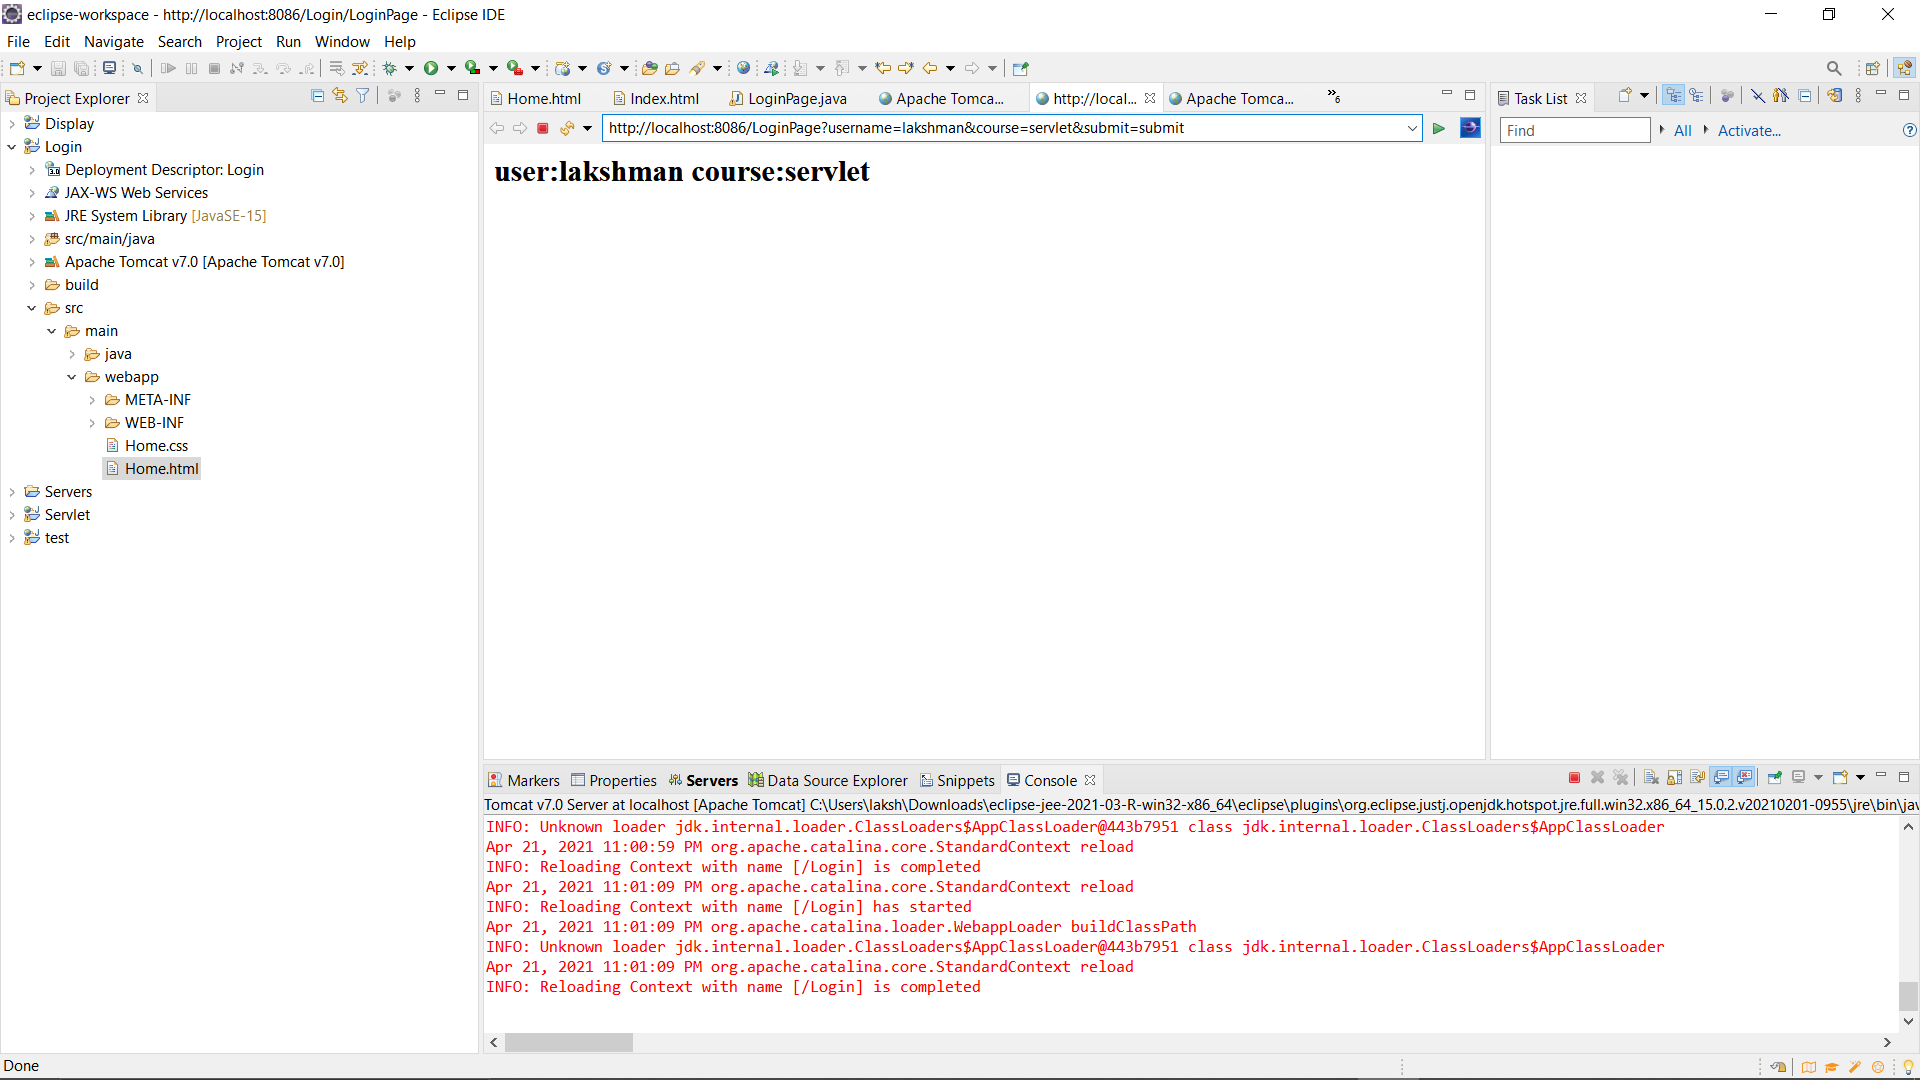 eclipse-workspace - http://localhost:8086/Login/LoginPage - Eclipse IDE
File Edit Navigate Search Project Run Window Help
Project Explorer
Display
Login
Deployment Descriptor: Login
JAX-WS Web Services
JRE System Library [JavaSE-15]
src/main/java
Apache Tomcat v7.0 [Apache Tomcat v7.0]
build
src
main
java
webapp
META-INF
WEB-INF
Home.css
Home.html
Servers
Servlet
test
Home.html Index.html LoginPage.java Apache Tomca... http://local... Apache Tomca... »6
http://localhost:8086/LoginPage?username=lakshman&course=servlet&submit=submit
user:lakshman course:servlet
Task List
Find All Activate...
Markers Properties Servers Data Source Explorer Snippets Console
Tomcat v7.0 Server at localhost [Apache Tomcat] C:\Users\laksh\Downloads\eclipse-jee-2021-03-R-win32-x86_64\eclipse\plugins\org.eclipse.justj.openjdk.hotspot.jre.full.win32.x86_64_15.0.2.v20210201-0955\jre\bin\jav
INFO: Unknown loader jdk.internal.loader.ClassLoaders$AppClassLoader@443b7951 class jdk.internal.loader.ClassLoaders$AppClassLoader
Apr 21, 2021 11:00:59 PM org.apache.catalina.core.StandardContext reload
INFO: Reloading Context with name [/Login] is completed
Apr 21, 2021 11:01:09 PM org.apache.catalina.core.StandardContext reload
INFO: Reloading Context with name [/Login] has started
Apr 21, 2021 11:01:09 PM org.apache.catalina.loader.WebappLoader buildClassPath
INFO: Unknown loader jdk.internal.loader.ClassLoaders$AppClassLoader@443b7951 class jdk.internal.loader.ClassLoaders$AppClassLoader
Apr 21, 2021 11:01:09 PM org.apache.catalina.core.StandardContext reload
INFO: Reloading Context with name [/Login] is completed
Done